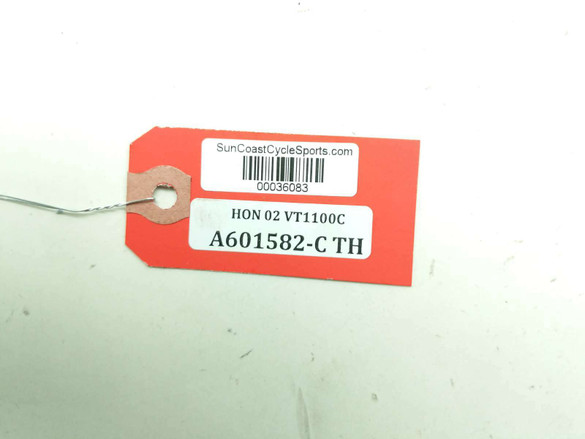 SunCoastCycleSports.com
00036083
HON 02 VT1100C
A601582-C TH